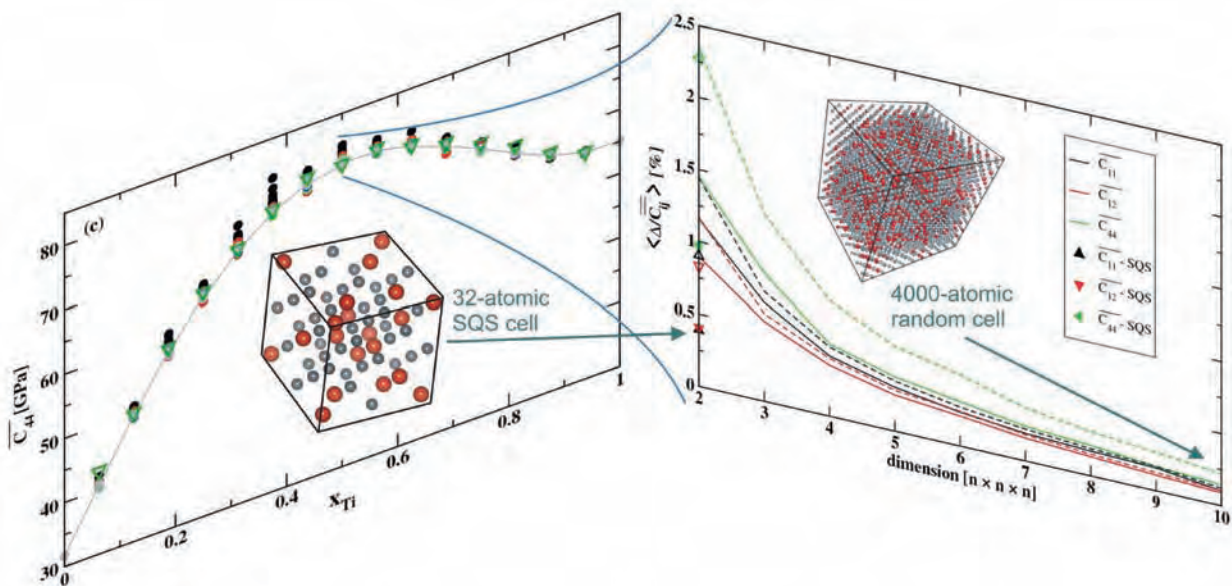 (c)
80
70
60
50
40
30
C̅₄₄ [GPa]
0
0.2
0.4
0.6
0.8
1
x_Ti
32-atomic
SQS cell
2.5
2
1.5
1
0.5
0
<Δ/C̿ᵢⱼ> [%]
4000-atomic
random cell
C̅₁₁
C̅₁₂
C̅₄₄
C̅₁₁ - SQS
C̅₁₂ - SQS
C̅₄₄ - SQS
2
3
4
5
6
7
8
9
10
dimension [n × n × n]